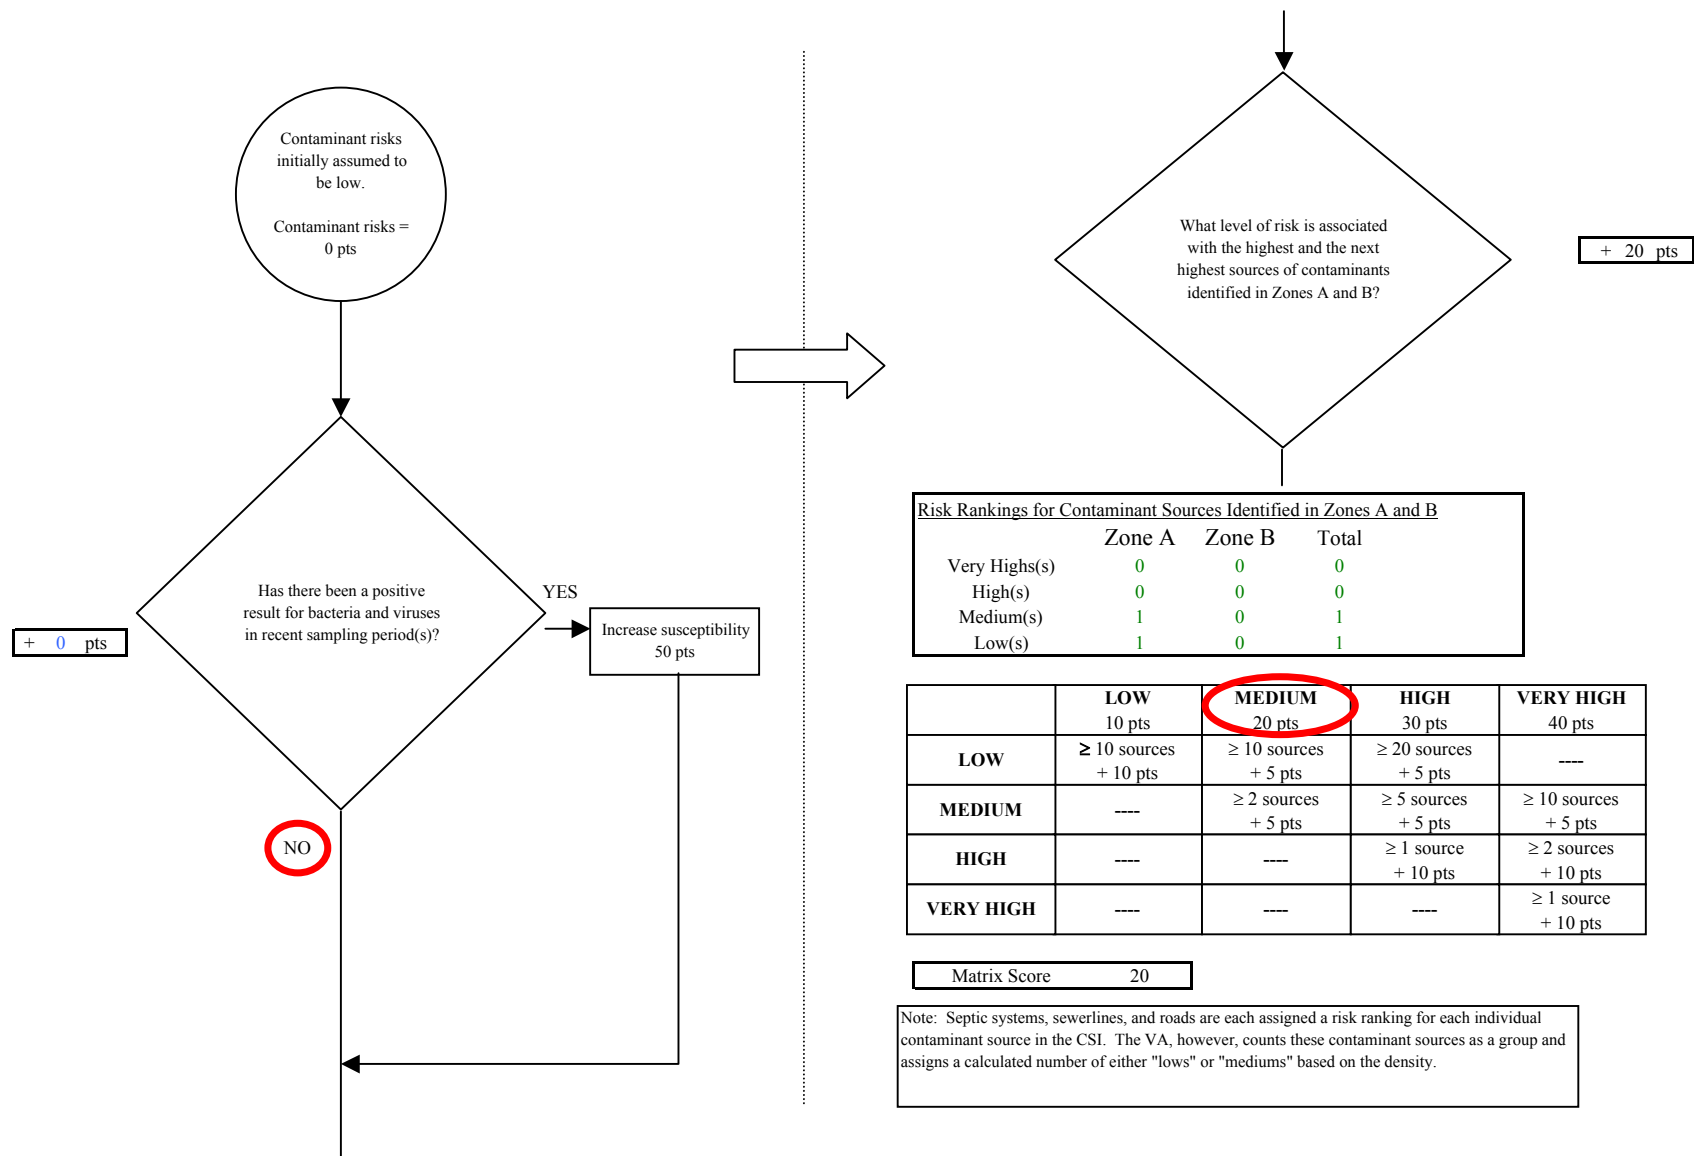 Contaminant risks
initially assumed to
be low.
Contaminant risks =
0 pts
Has there been a positive
result for bacteria and viruses
in recent sampling period(s)?
+ 0 pts
YES
Increase susceptibility
50 pts
NO
What level of risk is associated
with the highest and the next
highest sources of contaminants
identified in Zones A and B?
+ 20 pts
Risk Rankings for Contaminant Sources Identified in Zones A and B
Zone A Zone B Total
Very Highs(s) 0 0 0
High(s) 0 0 0
Medium(s) 1 0 1
Low(s) 1 0 1
LOW MEDIUM HIGH VERY HIGH
10 pts 20 pts 30 pts 40 pts
LOW ≥ 10 sources ≥ 10 sources ≥ 20 sources ----
+ 10 pts + 5 pts + 5 pts
MEDIUM ---- ≥ 2 sources ≥ 5 sources ≥ 10 sources
+ 5 pts + 5 pts + 5 pts
HIGH ---- ---- ≥ 1 source ≥ 2 sources
+ 10 pts + 10 pts
VERY HIGH ---- ---- ---- ≥ 1 source
+ 10 pts
Matrix Score 20
Note: Septic systems, sewerlines, and roads are each assigned a risk ranking for each individual
contaminant source in the CSI. The VA, however, counts these contaminant sources as a group and
assigns a calculated number of either "lows" or "mediums" based on the density.